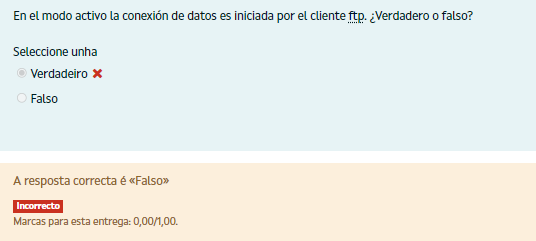 En el modo activo la conexión de datos es iniciada por el cliente ftp. ¿Verdadero o falso?
Seleccione unha
Verdadeiro
Falso
A resposta correcta é «Falso»
Incorrecto
Marcas para esta entrega: 0,00/1,00.